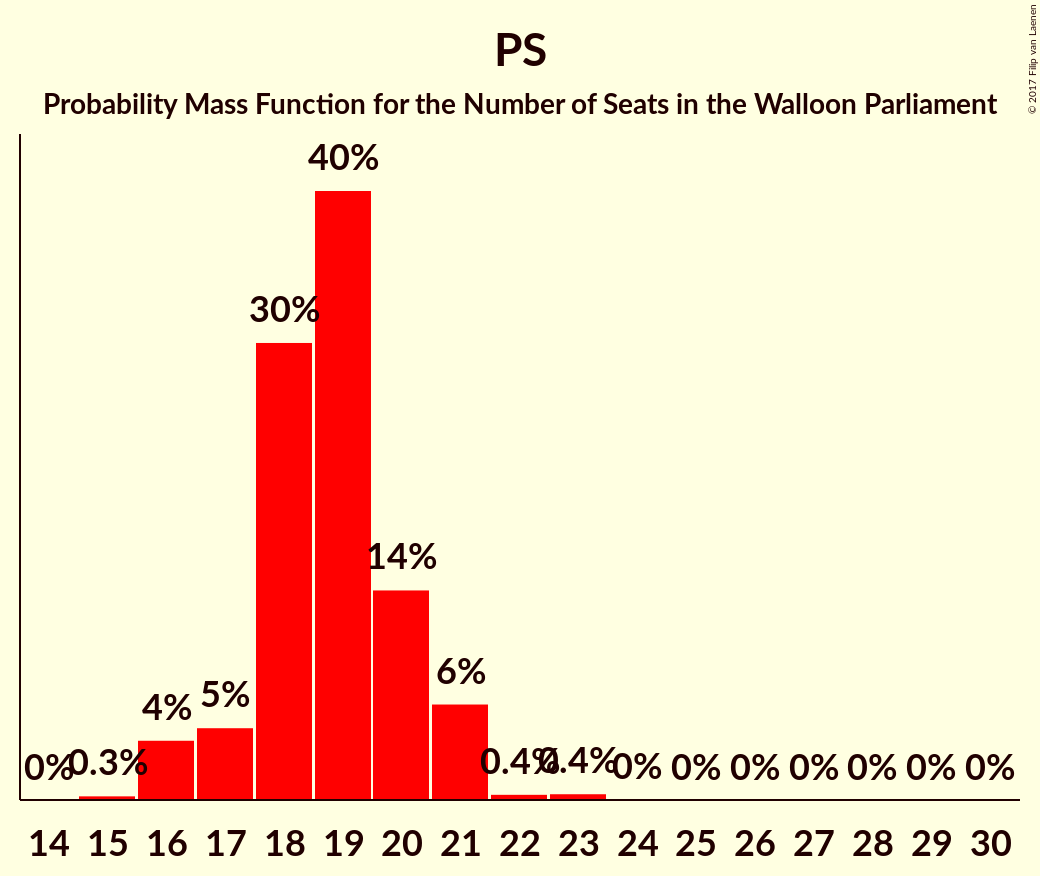 PS
Probability Mass Function for the Number of Seats in the Walloon Parliament
© 2017 Filip van Laenen
40%
30%
14%
6%
5%
4%
0% 0.3% 0.4% 0.4% 0% 0% 0% 0% 0% 0% 0%
14 15 16 17 18 19 20 21 22 23 24 25 26 27 28 29 30